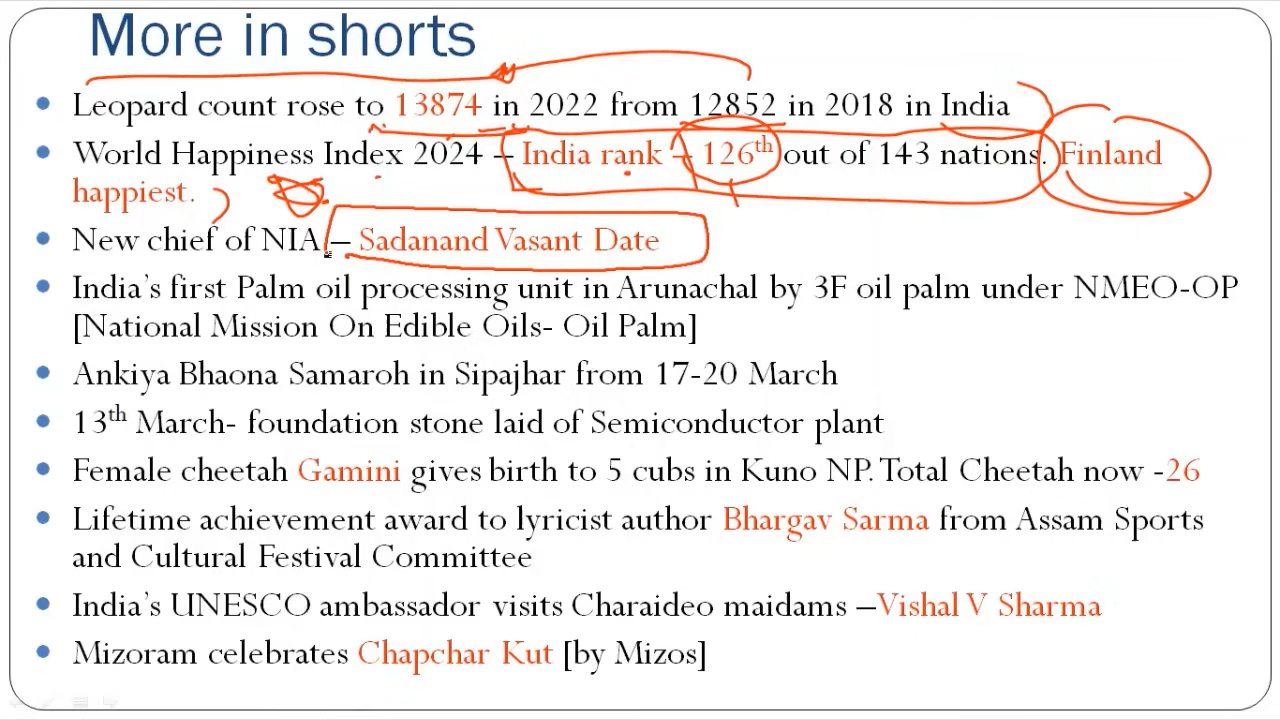 More in shorts
Leopard count rose to 13874 in 2022 from 12852 in 2018 in India
World Happiness Index 2024 – India rank – 126th out of 143 nations. Finland
happiest.
New chief of NIA – Sadanand Vasant Date
India's first Palm oil processing unit in Arunachal by 3F oil palm under NMEO-OP
[National Mission On Edible Oils- Oil Palm]
Ankiya Bhaona Samaroh in Sipajhar from 17-20 March
13th March- foundation stone laid of Semiconductor plant
Female cheetah Gamini gives birth to 5 cubs in Kuno NP. Total Cheetah now -26
Lifetime achievement award to lyricist author Bhargav Sarma from Assam Sports
and Cultural Festival Committee
India's UNESCO ambassador visits Charaideo maidams –Vishal V Sharma
Mizoram celebrates Chapchar Kut [by Mizos]